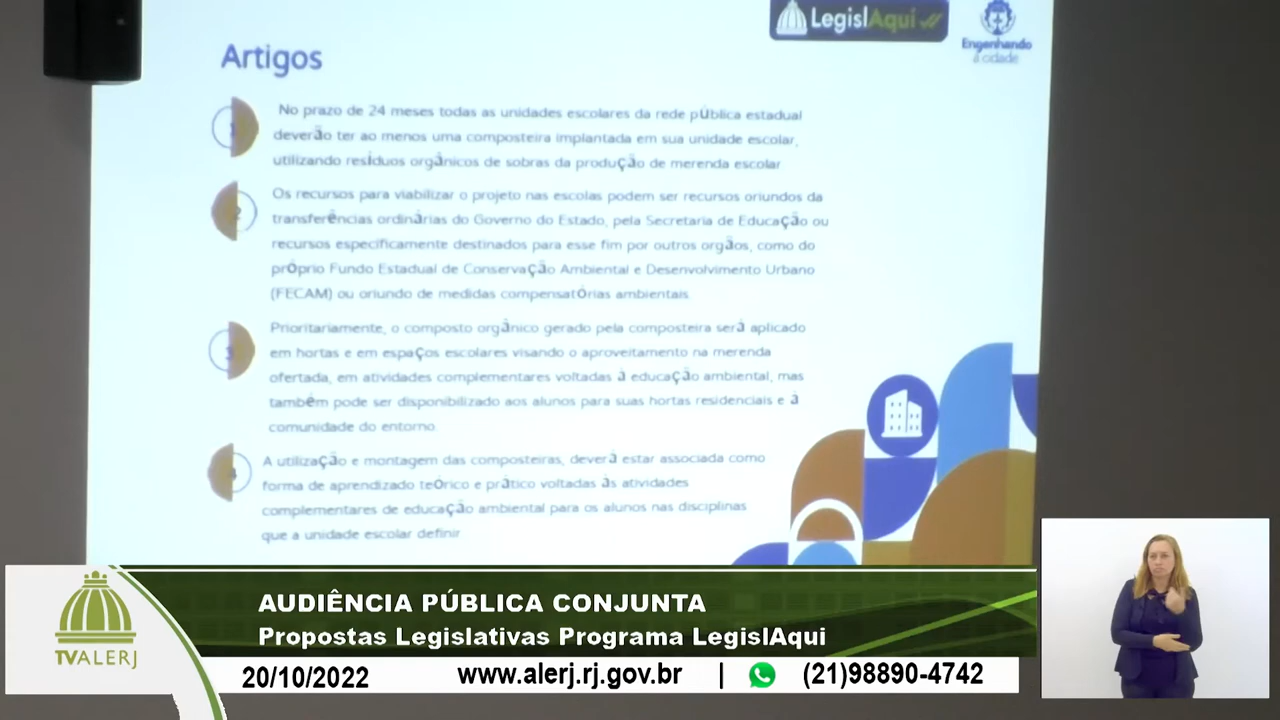 LegislAqui
Engenhando
a cidade
Artigos
1
No prazo de 24 meses todas as unidades escolares da rede pública estadual
deverão ter ao menos uma composteira implantada em sua unidade escolar,
utilizando resíduos orgânicos de sobras da produção de merenda escolar
2
Os recursos para viabilizar o projeto nas escolas podem ser recursos oriundos da
transferências ordinárias do Governo do Estado, pela Secretaria de Educação ou
recursos especificamente destinados para esse fim por outros orgãos, como do
próprio Fundo Estadual de Conservação Ambiental e Desenvolvimento Urbano
(FECAM) ou oriundo de medidas compensatórias ambientais
3
Prioritariamente, o composto orgânico gerado pela composteira será aplicado
em hortas e em espaços escolares visando o aproveitamento na merenda
ofertada, em atividades complementares voltadas à educação ambiental, mas
também pode ser disponibilizado aos alunos para suas hortas residenciais e à
comunidade do entorno.
4
A utilização e montagem das composteiras, deverá estar associada como
forma de aprendizado teórico e prático voltadas às atividades
complementares de educação ambiental para os alunos nas disciplinas
que a unidade escolar definir
AUDIÊNCIA PÚBLICA CONJUNTA
Propostas Legislativas Programa LegislAqui
TVALERJ
20/10/2022 www.alerj.rj.gov.br | (21)98890-4742